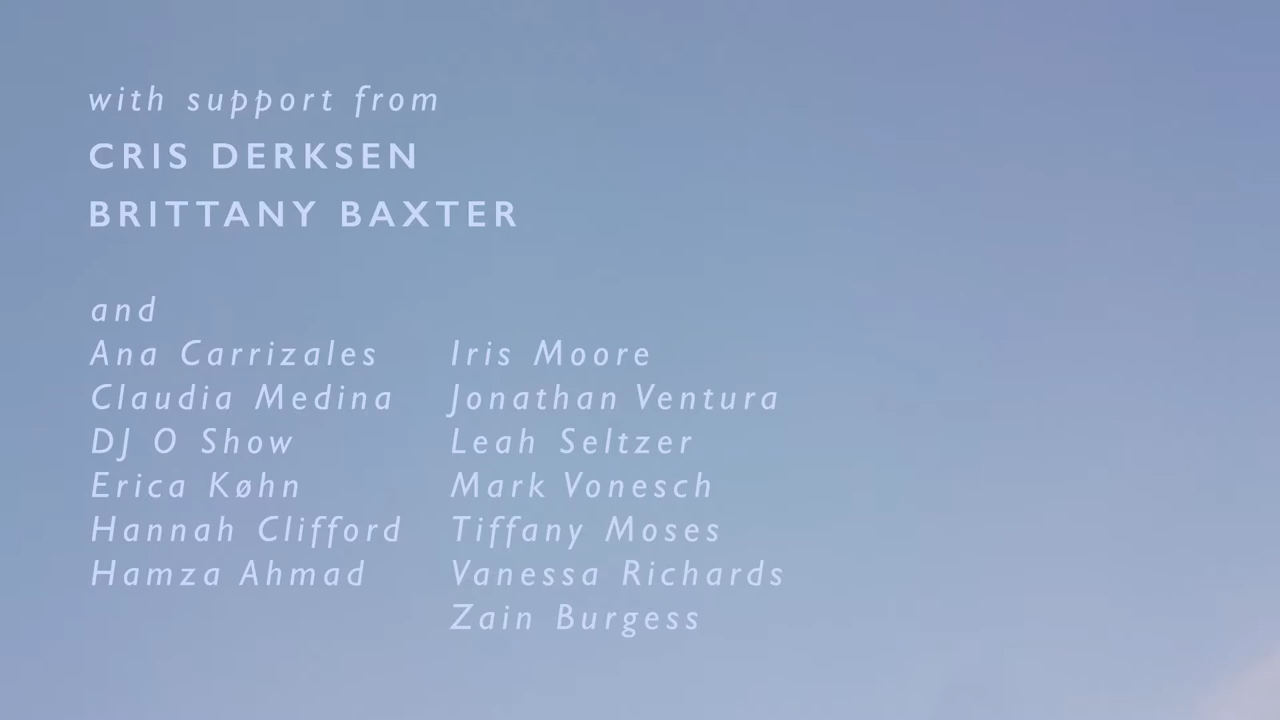 with support from
CRIS DERKSEN
BRITTANY BAXTER
and
Ana Carrizales
Claudia Medina
DJ O Show
Erica Køhn
Hannah Clifford
Hamza Ahmad
Iris Moore
Jonathan Ventura
Leah Seltzer
Mark Vonesch
Tiffany Moses
Vanessa Richards
Zain Burgess